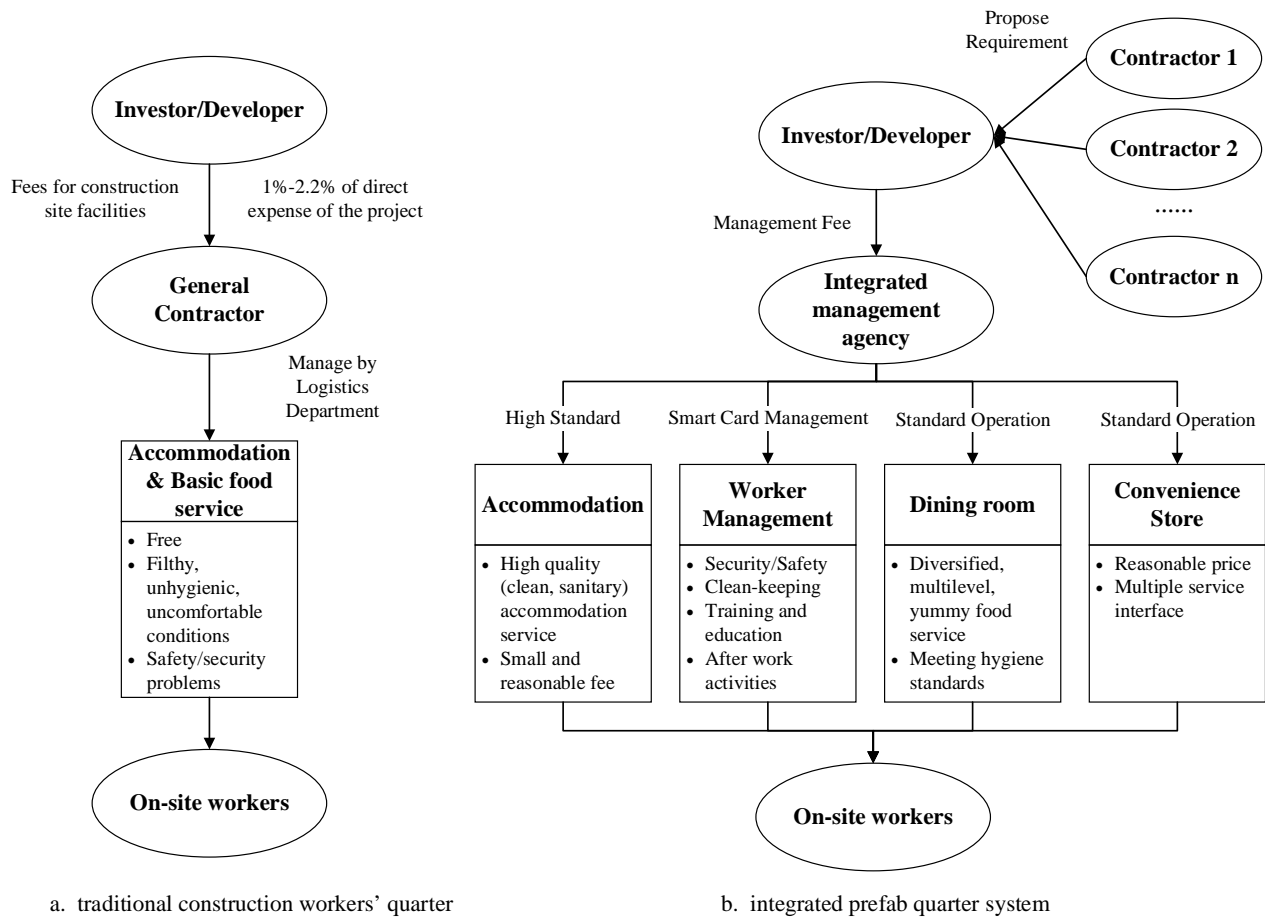 Investor/Developer
Fees for construction
site facilities
1%-2.2% of direct
expense of the project
General
Contractor
Manage by
Logistics
Department
Accommodation
& Basic food
service
• Free
• Filthy,
unhygienic,
uncomfortable
conditions
• Safety/security
problems
On-site workers
a. traditional construction workers’ quarter
Propose
Requirement
Contractor 1
Investor/Developer
Contractor 2
......
Contractor n
Management Fee
Integrated
management
agency
High Standard
Smart Card Management
Standard Operation
Standard Operation
Accommodation
• High quality
(clean, sanitary)
accommodation
service
• Small and
reasonable fee
Worker
Management
• Security/Safety
• Clean-keeping
• Training and
education
• After work
activities
Dining room
• Diversified,
multilevel,
yummy food
service
• Meeting hygiene
standards
Convenience
Store
• Reasonable price
• Multiple service
interface
On-site workers
b. integrated prefab quarter system